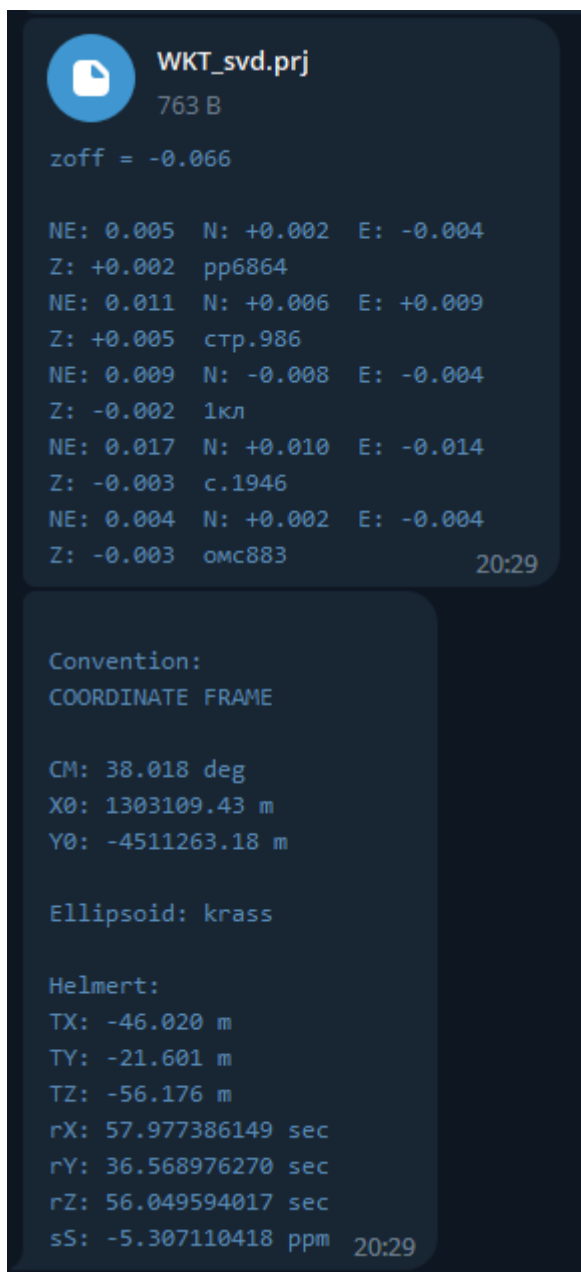 WKT_svd.prj
763 B
zoff = -0.066
NE: 0.005 N: +0.002 E: -0.004
Z: +0.002 рр6864
NE: 0.011 N: +0.006 E: +0.009
Z: +0.005 стр.986
NE: 0.009 N: -0.008 E: -0.004
Z: -0.002 1кл
NE: 0.017 N: +0.010 E: -0.014
Z: -0.003 с.1946
NE: 0.004 N: +0.002 E: -0.004
Z: -0.003 омс883
20:29
Convention:
COORDINATE FRAME
CM: 38.018 deg
X0: 1303109.43 m
Y0: -4511263.18 m
Ellipsoid: krass
Helmert:
TX: -46.020 m
TY: -21.601 m
TZ: -56.176 m
rX: 57.977386149 sec
rY: 36.568976270 sec
rZ: 56.049594017 sec
sS: -5.307110418 ppm
20:29